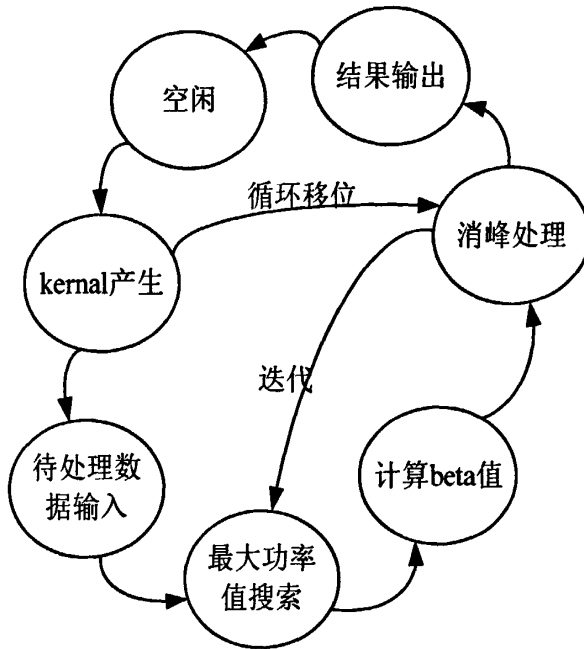 结果输出
空闲
循环移位
消峰处理
kernal产生
迭代
待处理数
据输入
计算beta值
最大功率
值搜索